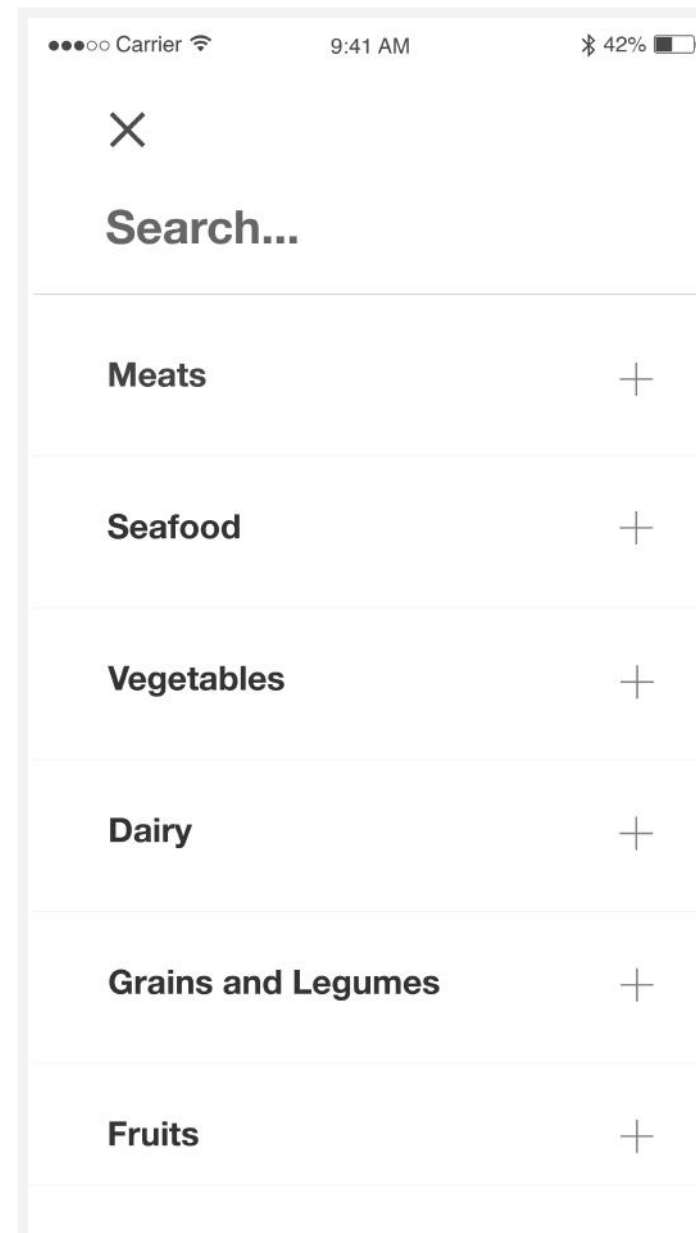 Carrier 9:41 AM 42%
Search...
Meats
Seafood
Vegetables
Dairy
Grains and Legumes
Fruits